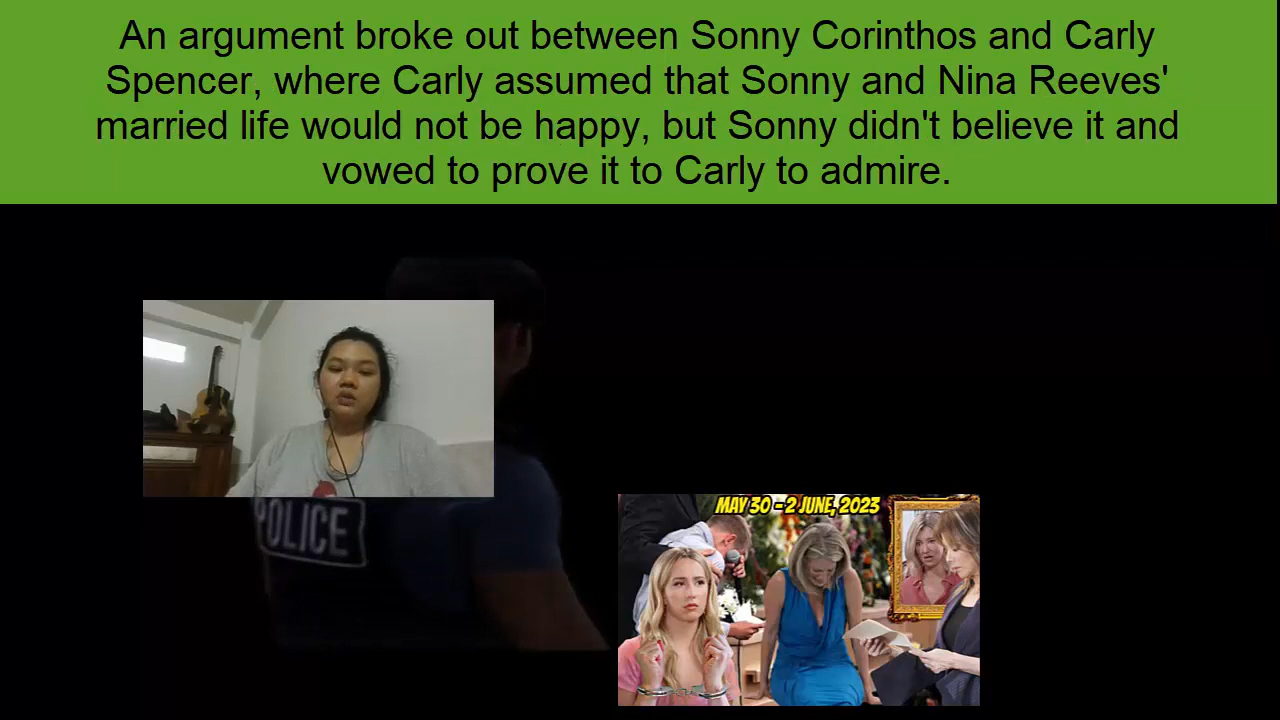 An argument broke out between Sonny Corinthos and Carly
Spencer, where Carly assumed that Sonny and Nina Reeves'
married life would not be happy, but Sonny didn't believe it and
vowed to prove it to Carly to admire.
POLICE
MAY 30 - 2 JUNE, 2023